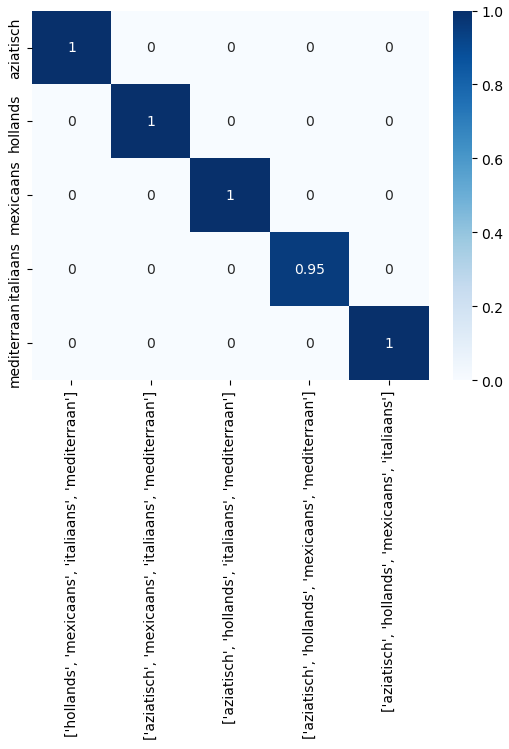 1.0
aziatisch 1 0 0 0 0
0.8
hollands 0 1 0 0 0
0.6
mexicaans 0 0 1 0 0
0.4
italiaans 0 0 0 0.95 0
0.2
mediterraan 0 0 0 0 1
0.0
['hollands', 'mexicaans', 'italiaans', 'mediterraan']
['aziatisch', 'mexicaans', 'italiaans', 'mediterraan']
['aziatisch', 'hollands', 'italiaans', 'mediterraan']
['aziatisch', 'hollands', 'mexicaans', 'mediterraan']
['aziatisch', 'hollands', 'mexicaans', 'italiaans']